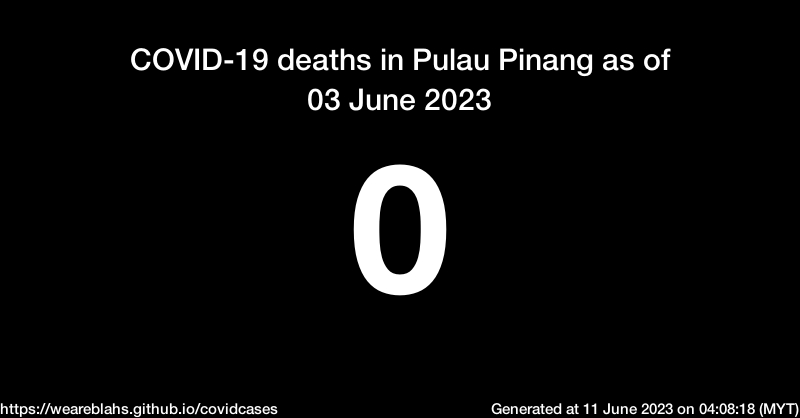 COVID-19 deaths in Pulau Pinang as of
03 June 2023
0
https://weareblahs.github.io/covidcases
Generated at 11 June 2023 on 04:08:18 (MYT)